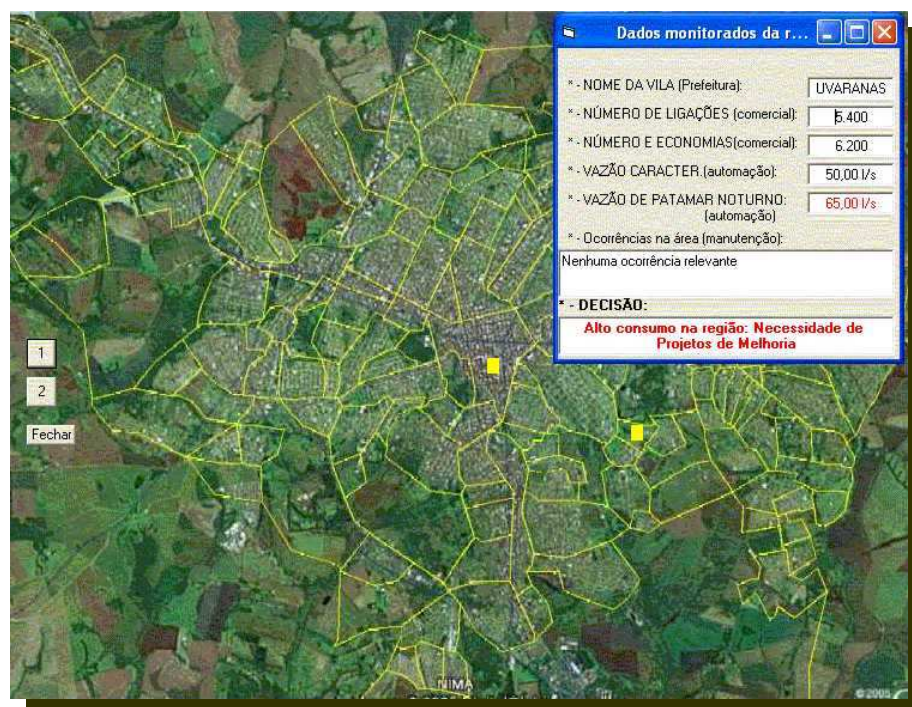 Dados monitorados da r...
* - NOME DA VILA (Prefeitura): UVARANAS
* - NÚMERO DE LIGAÇÕES (comercial): 5.400
* - NÚMERO E ECONOMIAS(comercial): 6.200
* - VAZÃO CARACTER.(automação): 50,00 l/s
* - VAZÃO DE PATAMAR NOTURNO: 65,00 l/s
(automação)
* - Ocorrências na área (manutenção):
Nenhuma ocorrência relevante
* - DECISÃO:
Alto consumo na região: Necessidade de
Projetos de Melhoria
1
2
Fechar
NIMA
©2005